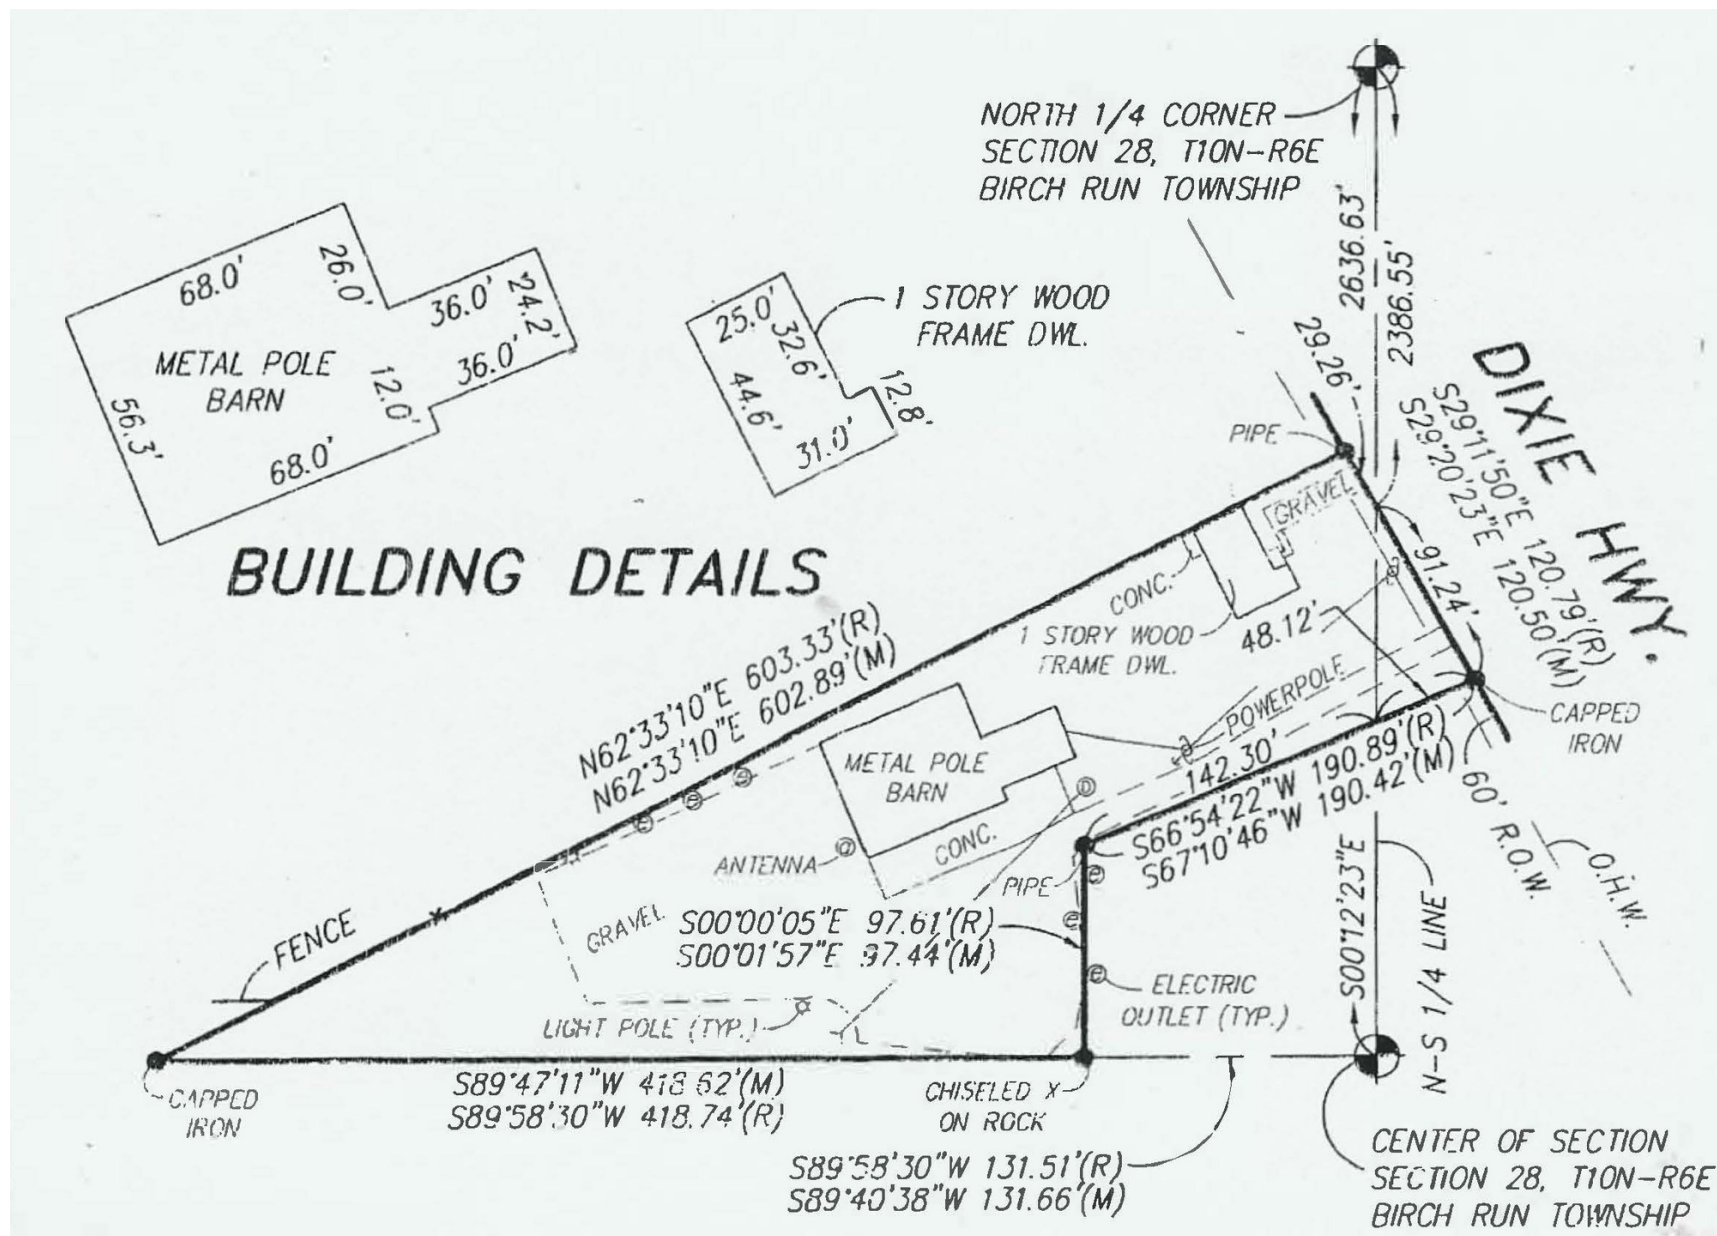 NORTH 1/4 CORNER
SECTION 28, T10N-R6E
BIRCH RUN TOWNSHIP
2636.63'
2386.55'
29.26'
DIXIE HWY.
S29°11'50"E 120.79'(R)
S29°20'23"E 120.50'(M)
91.24'
68.0'
26.0'
36.0'
24.2'
36.0'
12.0'
METAL POLE
BARN
56.3'
68.0'
25.0'
32.6'
44.6'
12.8'
31.0'
1 STORY WOOD
FRAME DWL.
BUILDING DETAILS
PIPE
GRAVEL
CONC.
1 STORY WOOD
FRAME DWL.
48.12'
POWERPOLE
142.30'
N62°33'10"E 603.33'(R)
N62°33'10"E 602.89'(M)
METAL POLE
BARN
CONC.
ANTENNA
S66°54'22"W 190.89'(R)
S67°10'46"W 190.42'(M)
CAPPED
IRON
60' R.O.W.
O.H.W.
PIPE
GRAVEL
S00°00'05"E 97.61'(R)
S00°01'57"E 97.44'(M)
FENCE
ELECTRIC
OUTLET (TYP.)
LIGHT POLE (TYP.)
S00°12'23"E
N-S 1/4 LINE
CAPPED
IRON
S89°47'11"W 418.62'(M)
S89°58'30"W 418.74'(R)
CHISELED X
ON ROCK
S89°58'30"W 131.51'(R)
S89°40'38"W 131.66'(M)
CENTER OF SECTION
SECTION 28, T10N-R6E
BIRCH RUN TOWNSHIP